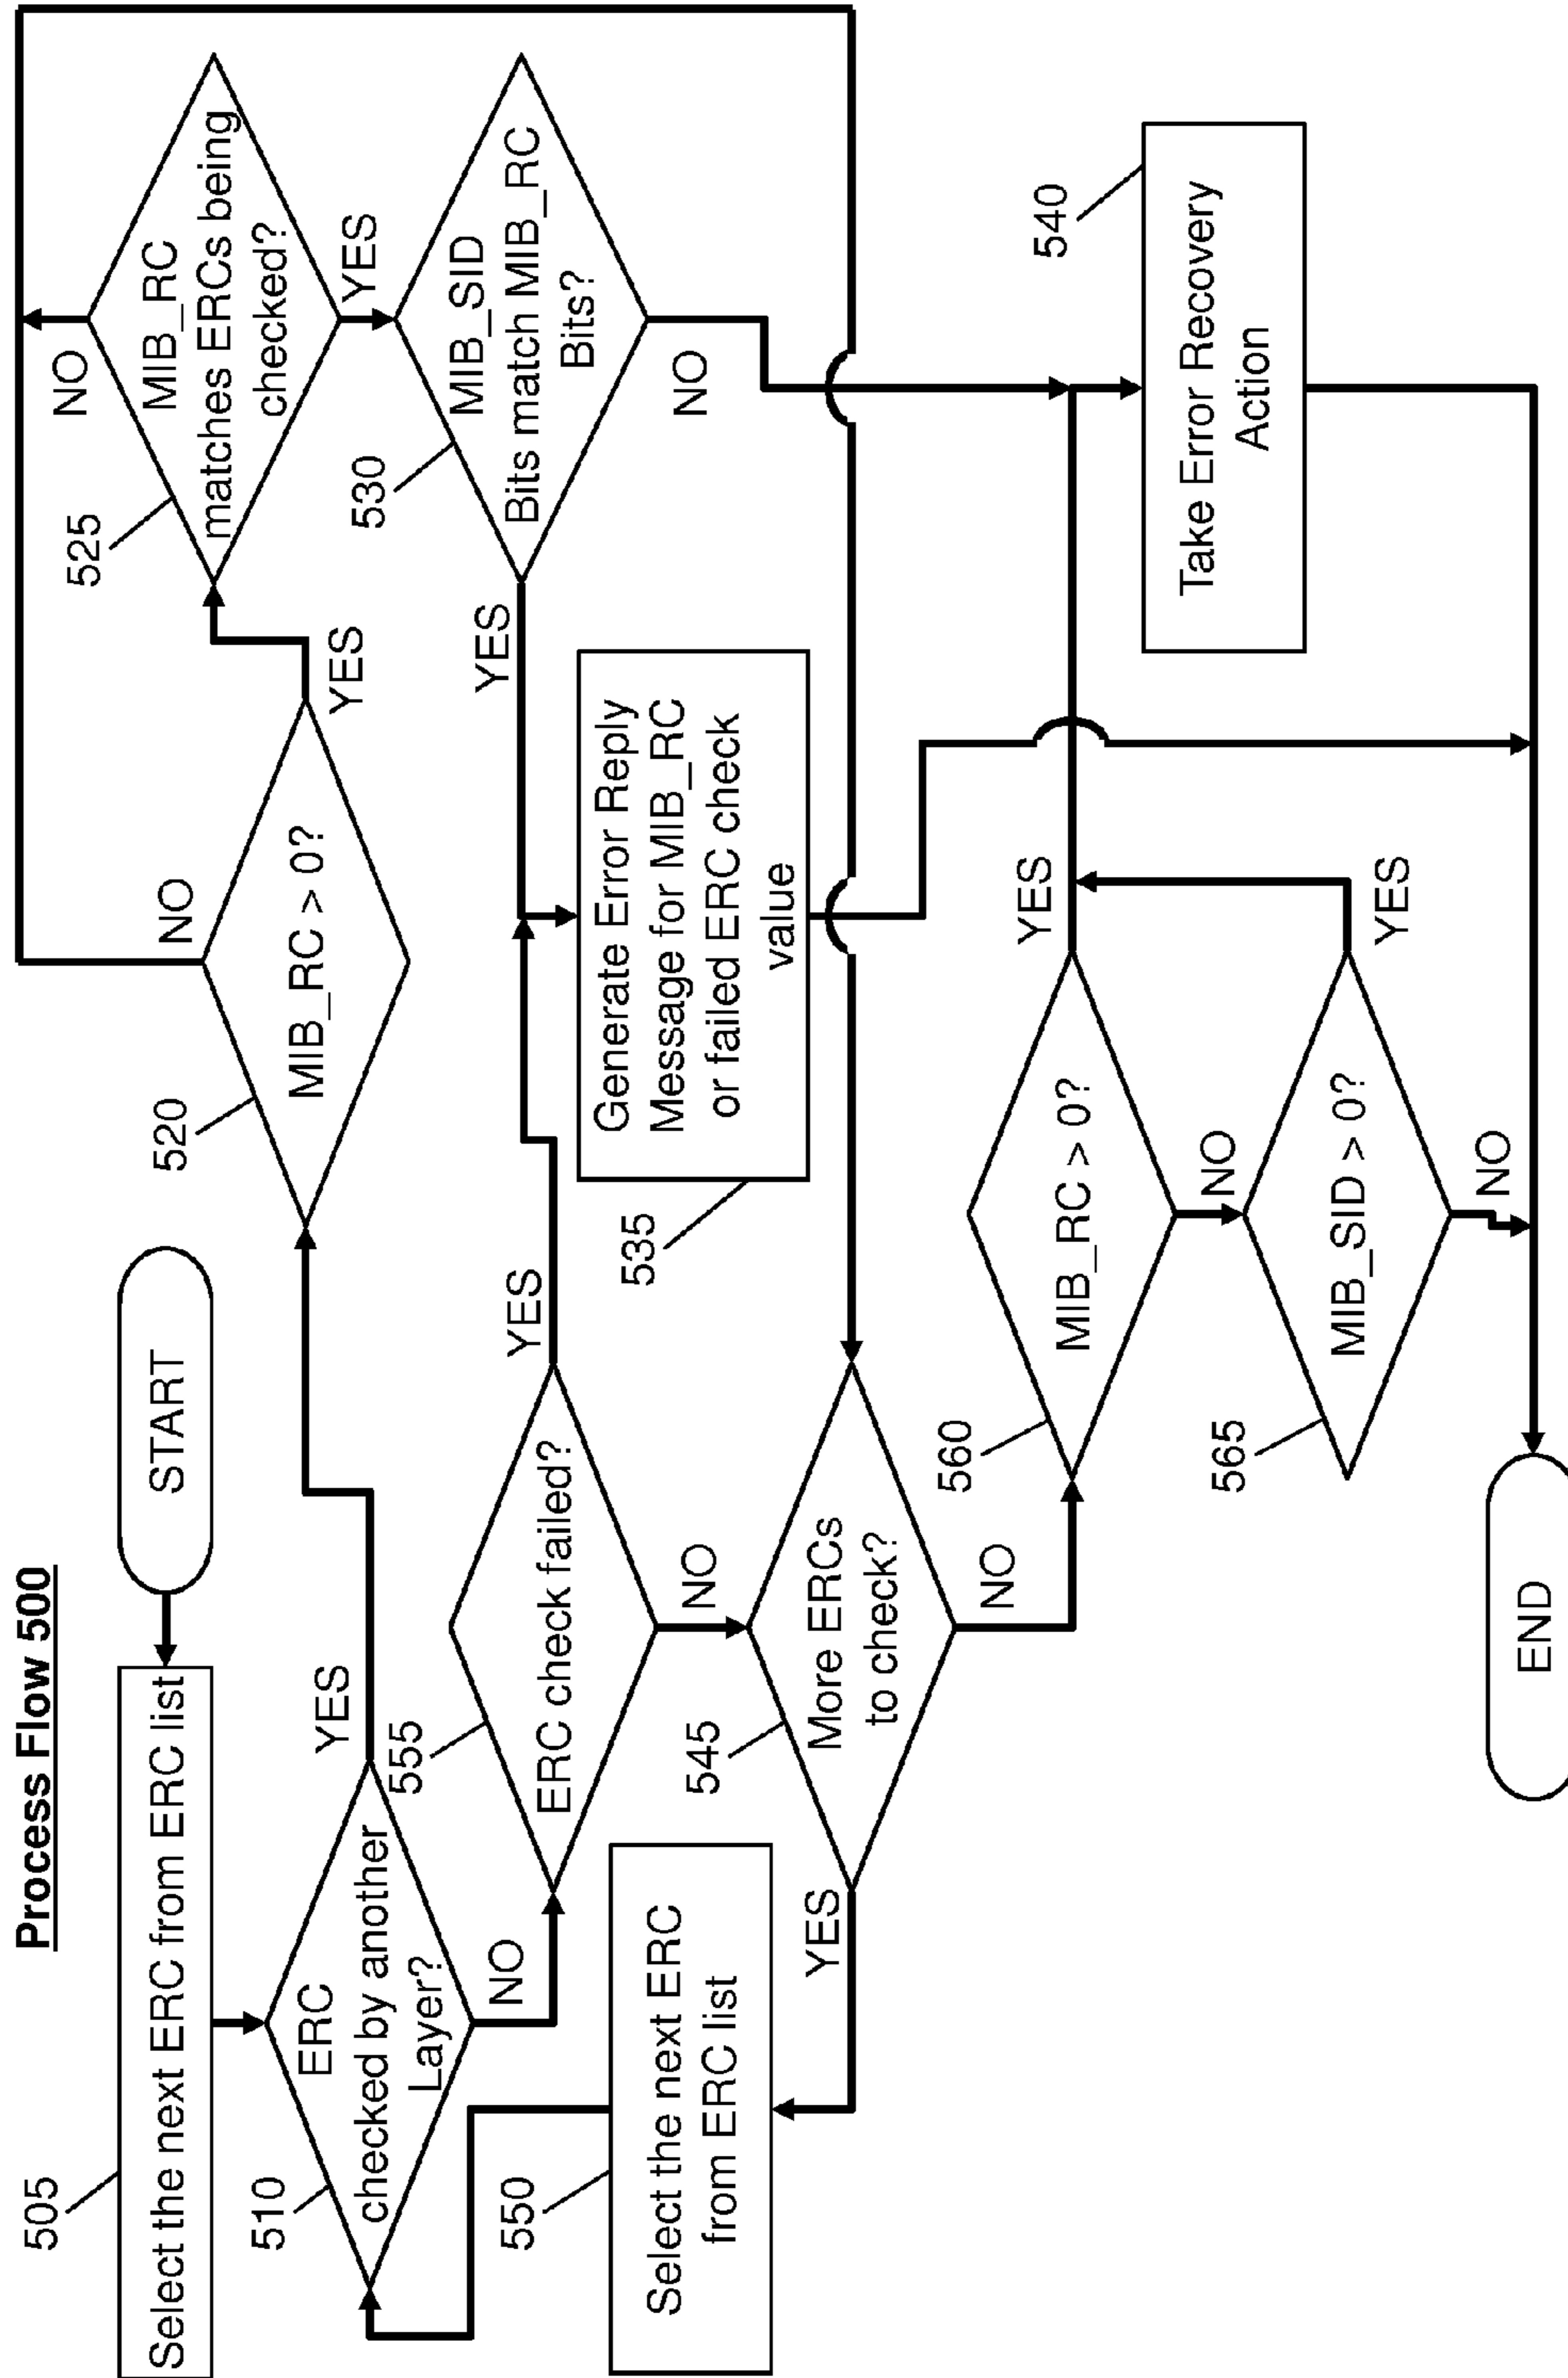 Process Flow 500
START
505
Select the next ERC from ERC list
510
ERC
checked by another
Layer?
YES
NO
520
MIB_RC > 0?
NO
YES
525
MIB_RC
matches ERCs being
checked?
NO
YES
530
MIB_SID
Bits match MIB_RC
Bits?
YES
NO
555
ERC check failed?
YES
NO
535
Generate Error Reply
Message for MIB_RC
or failed ERC check
value
545
More ERCs
to check?
YES
NO
550
Select the next ERC
from ERC list
560
MIB_RC > 0?
YES
NO
565
MIB_SID > 0?
YES
NO
540
Take Error Recovery
Action
END